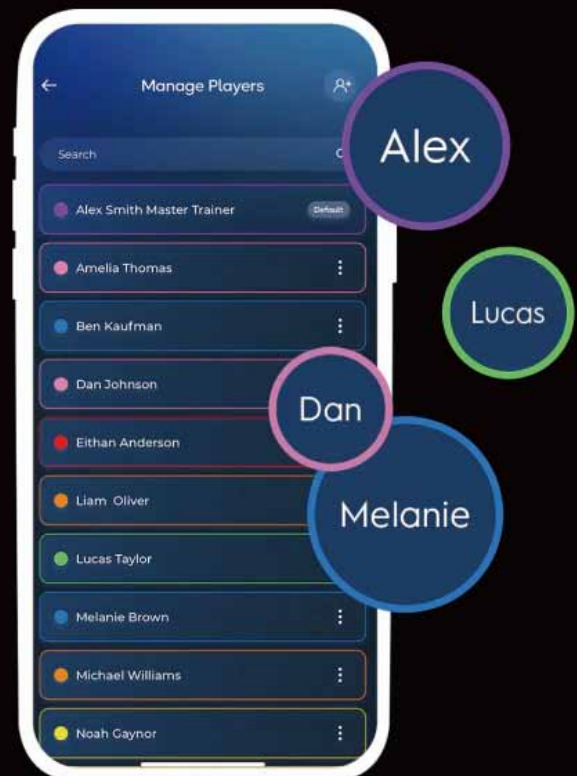 Manage Players
Search
Alex Smith Master Trainer
Default
Amelia Thomas
Ben Kaufman
Dan Johnson
Eithan Anderson
Liam Oliver
Lucas Taylor
Melanie Brown
Michael Williams
Noah Gaynor
Alex
Lucas
Dan
Melanie